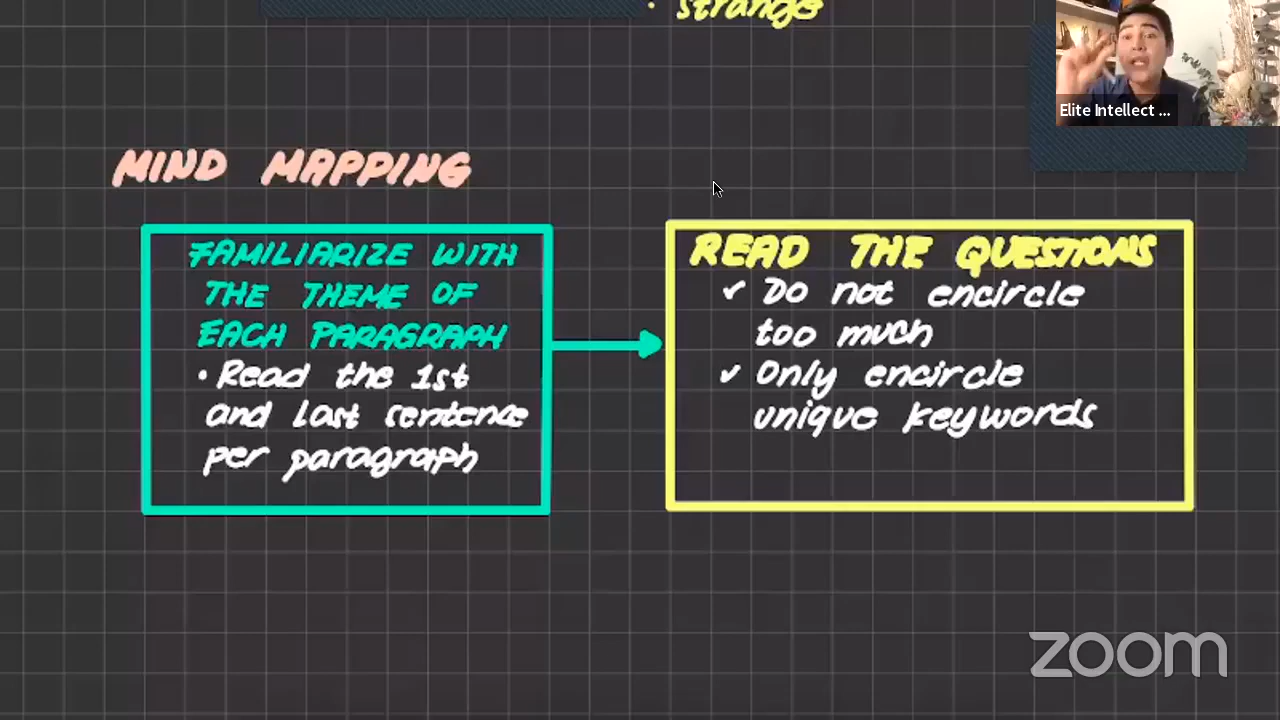 · strange
Elite Intellect ...
MIND MAPPING
FAMILIARIZE WITH
THE THEME OF
EACH PARAGRAPH
· Read the 1st
and last sentence
per paragraph
READ THE QUESTIONS
✓ Do not encircle
too much
✓ Only encircle
unique keywords
zoom